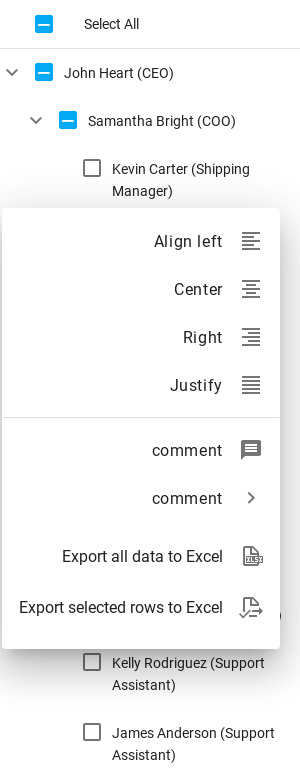 Select All
John Heart (CEO)
Samantha Bright (COO)
Kevin Carter (Shipping
Manager)
Align left
Center
Right
Justify
comment
comment
Export all data to Excel
XLSX
Export selected rows to Excel
)
Kelly Rodriguez (Support
Assistant)
James Anderson (Support
Assistant)